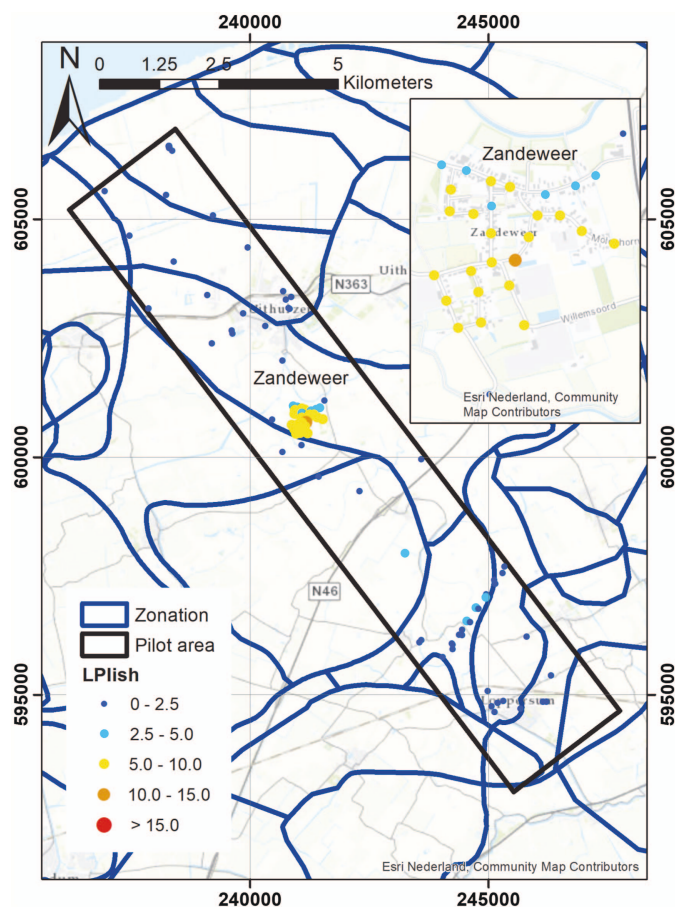 240000 245000
N
0 1.25 2.5 5
Kilometers
Zandeweer
Zandeweer
Willemsoord
Esri Nederland, Community
Map Contributors
605000 605000
Uith
N363
Zandeweer
600000 600000
N46
Zonation
Pilot area
LPIish
0 - 2.5
2.5 - 5.0
5.0 - 10.0
10.0 - 15.0
> 15.0
595000 595000
Esri Nederland, Community Map Contributors
240000 245000